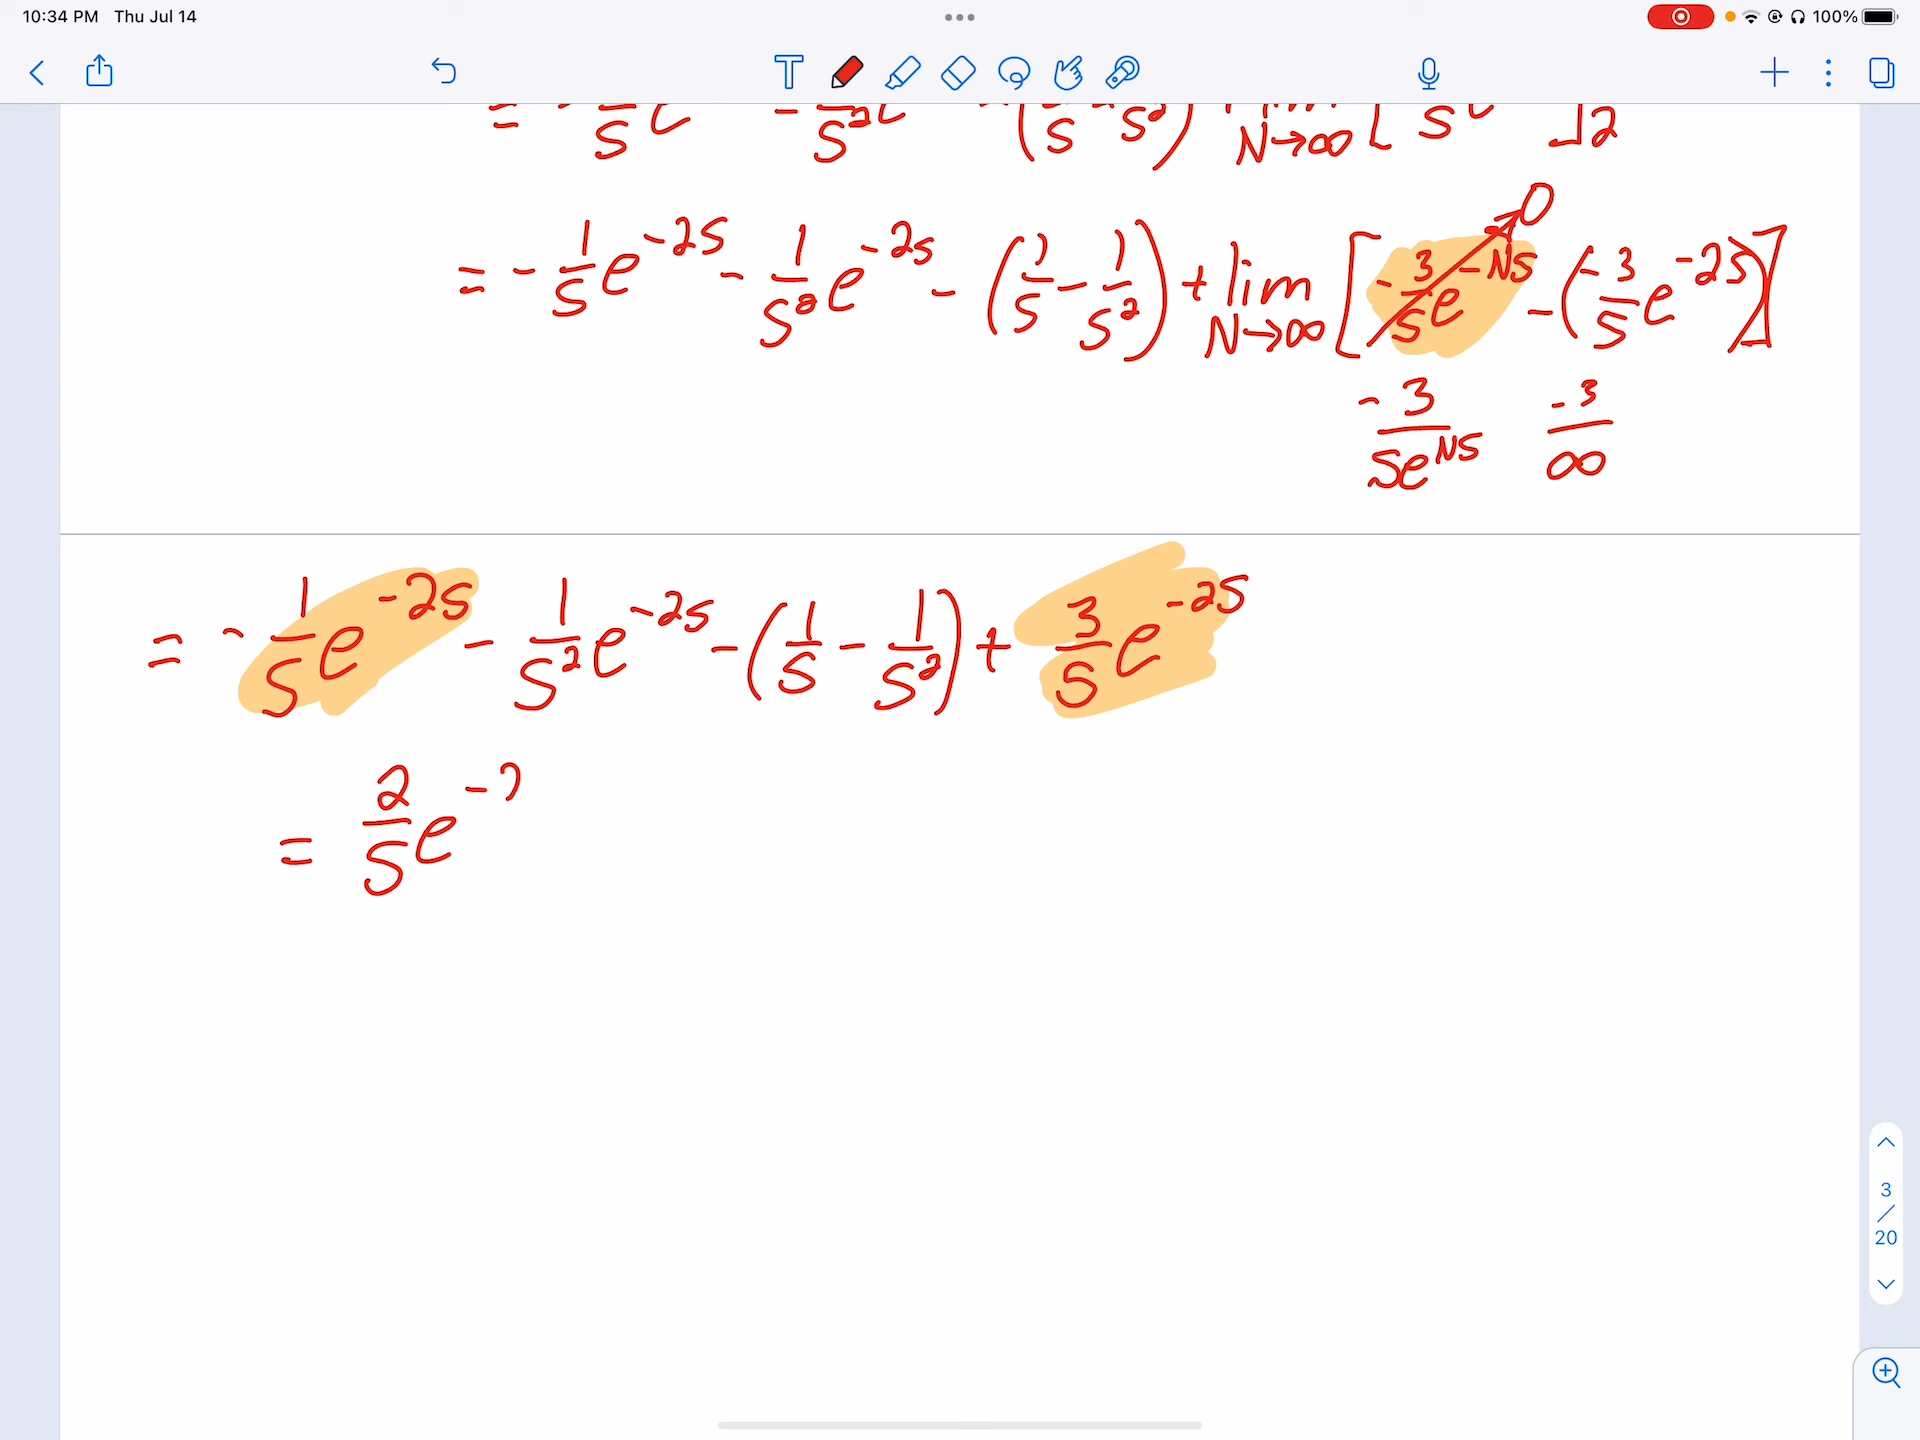 10:34 PM Thu Jul 14 100%
T
= - 1/s e^{-2s} - 1/s² e^{-2s} - (1/s - 1/s²) + lim N→∞ [ -3/s e^{-Ns} → 0 - (-3/s e^{-2s}) ]
-3/(se^{Ns}) -3/∞
= - 1/s e^{-2s} - 1/s² e^{-2s} - (1/s - 1/s²) + 3/s e^{-2s}
= 2/s e^{-2
3
/
20